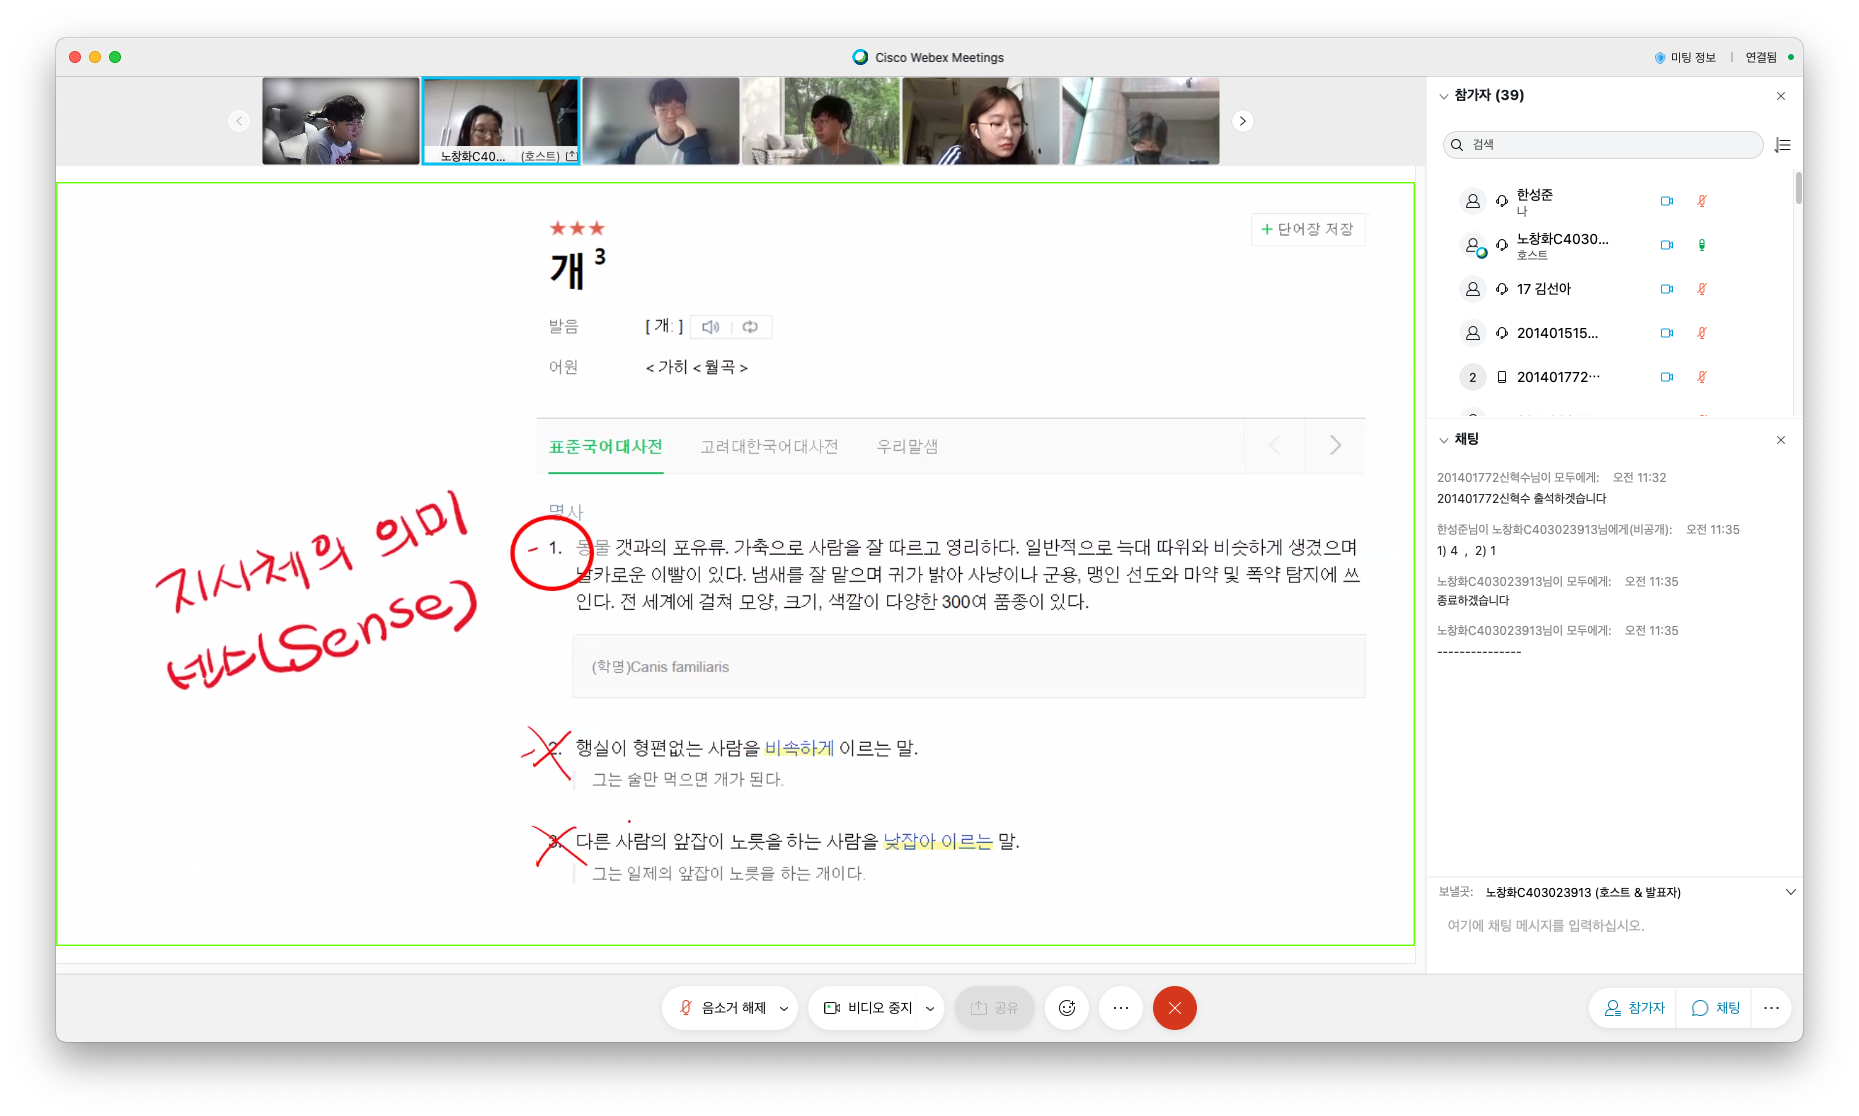 Cisco Webex Meetings
미팅 정보
연결됨
노창화C40... (호스트)
★★★
개 3
+ 단어장 저장
발음 [ 개: ]
어원 < 가히 < 월곡 >
표준국어대사전 고려대한국어대사전 우리말샘
명사
1. 동물 갯과의 포유류. 가축으로 사람을 잘 따르고 영리하다. 일반적으로 늑대 따위와 비슷하게 생겼으며
날카로운 이빨이 있다. 냄새를 잘 맡으며 귀가 밝아 사냥이나 군용, 맹인 선도와 마약 및 폭약 탐지에 쓰
인다. 전 세계에 걸쳐 모양, 크기, 색깔이 다양한 300여 품종이 있다.
(학명)Canis familiaris
2. 행실이 형편없는 사람을 비속하게 이르는 말.
그는 술만 먹으면 개가 된다.
3. 다른 사람의 앞잡이 노릇을 하는 사람을 낮잡아 이르는 말.
그는 일제의 앞잡이 노릇을 하는 개이다.
지시체의 의미
센스(Sense)
참가자 (39)
검색
한성준
나
노창화C4030...
호스트
17 김선아
201401515...
2 201401772...
채팅
201401772신혁수님이 모두에게: 오전 11:32
201401772신혁수 출석하겠습니다
한성준님이 노창화C403023913님에게(비공개): 오전 11:35
1) 4 , 2) 1
노창화C403023913님이 모두에게: 오전 11:35
종료하겠습니다
노창화C403023913님이 모두에게: 오전 11:35
---------------
보낼곳: 노창화C403023913 (호스트 & 발표자)
여기에 채팅 메시지를 입력하십시오.
음소거 해제
비디오 중지
공유
참가자
채팅